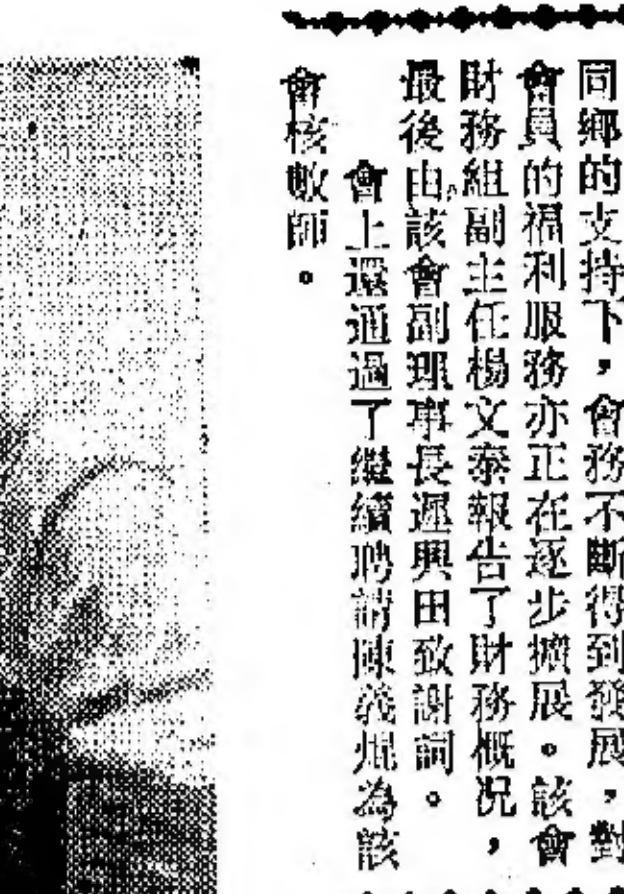 同鄉的支持下，會務不斷得到發展，對
會員的福利服務亦正在逐步擴展。該會
財務組副主任楊文泰報告了財務概況，
最後由該會副理事長遲興田致謝詞。
會上還通過了繼續聘請陳義焜為該
會核數師。